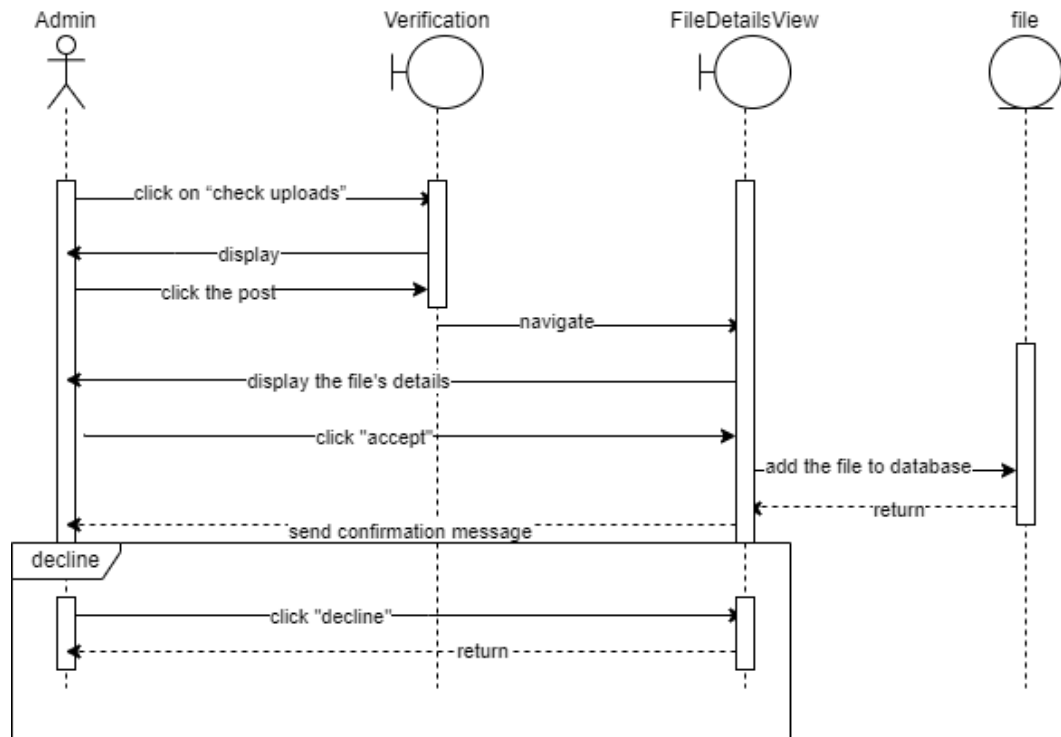 Admin
Verification
FileDetailsView
file
click on “check uploads”
display
click the post
navigate
display the file's details
click "accept"
add the file to database
return
send confirmation message
decline
click "decline"
return